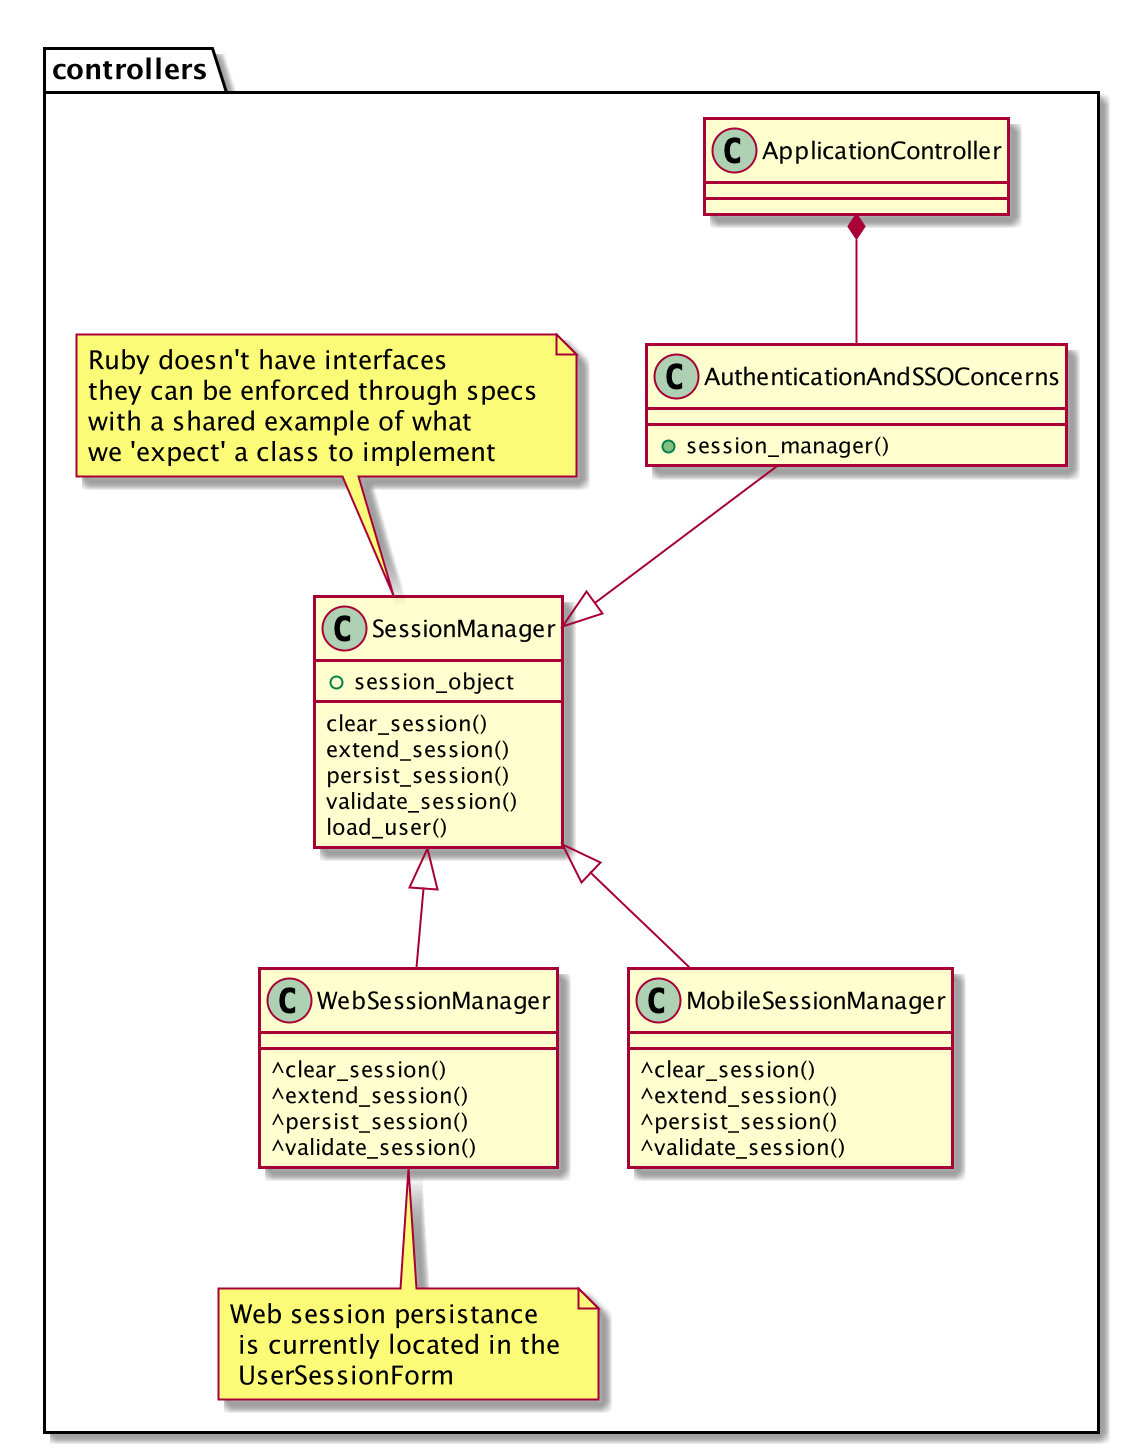 controllers
C ApplicationController
Ruby doesn't have interfaces
they can be enforced through specs
with a shared example of what
we 'expect' a class to implement
C AuthenticationAndSSOConcerns
session_manager()
C SessionManager
session_object
clear_session()
extend_session()
persist_session()
validate_session()
load_user()
C WebSessionManager
^clear_session()
^extend_session()
^persist_session()
^validate_session()
C MobileSessionManager
^clear_session()
^extend_session()
^persist_session()
^validate_session()
Web session persistance
is currently located in the
UserSessionForm